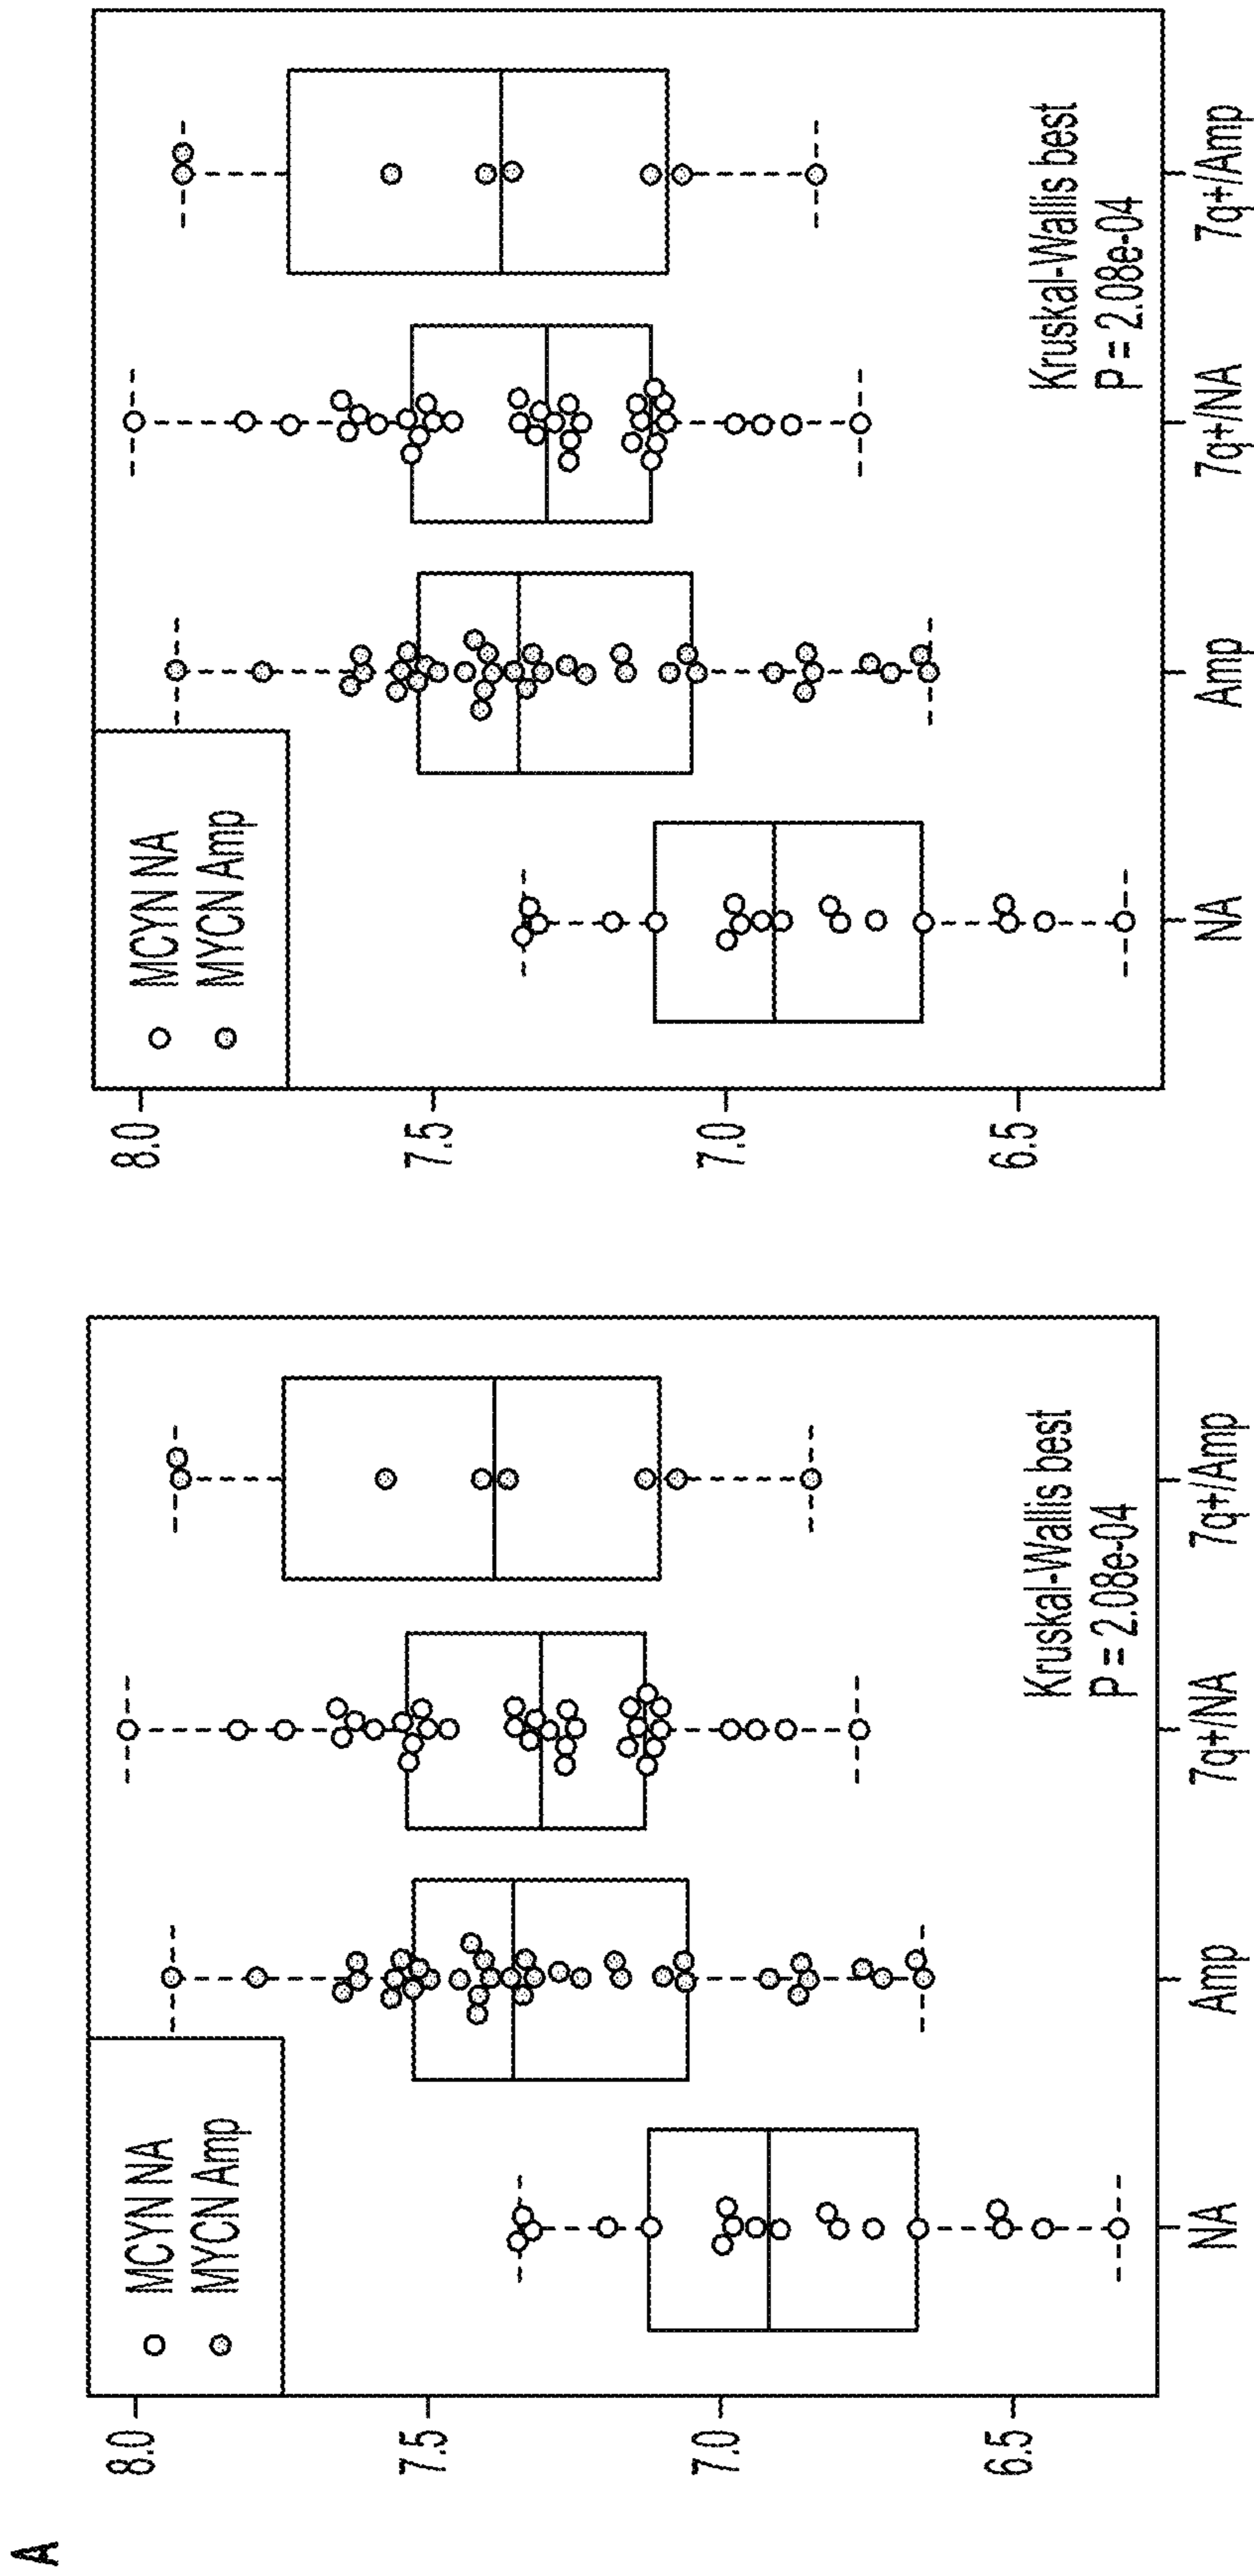 A
MCYN NA
MYCN Amp
8.0
7.5
7.0
6.5
Kruskal-Wallis best
P = 2.08e-04
NA
Amp
7q+/NA
7q+/Amp
MCYN NA
MYCN Amp
8.0
7.5
7.0
6.5
Kruskal-Wallis best
P = 2.08e-04
NA
Amp
7q+/NA
7q+/Amp